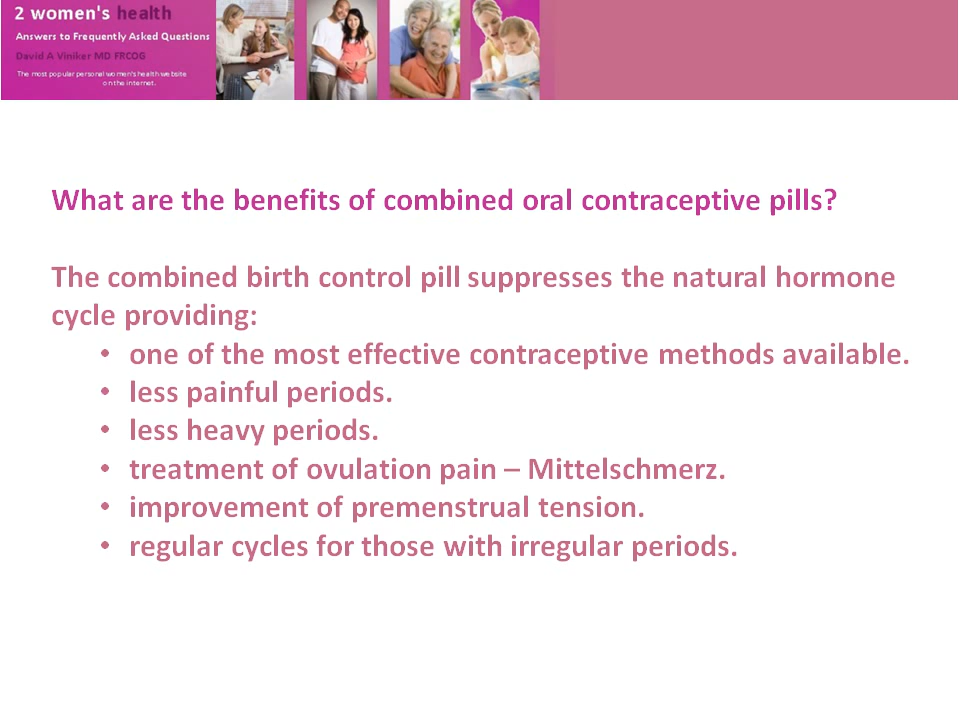 2 women's health
Answers to Frequently Asked Questions
David A Viniker MD FRCOG
The most popular personal women's health website
on the internet.
What are the benefits of combined oral contraceptive pills?
The combined birth control pill suppresses the natural hormone
cycle providing:
• one of the most effective contraceptive methods available.
• less painful periods.
• less heavy periods.
• treatment of ovulation pain – Mittelschmerz.
• improvement of premenstrual tension.
• regular cycles for those with irregular periods.